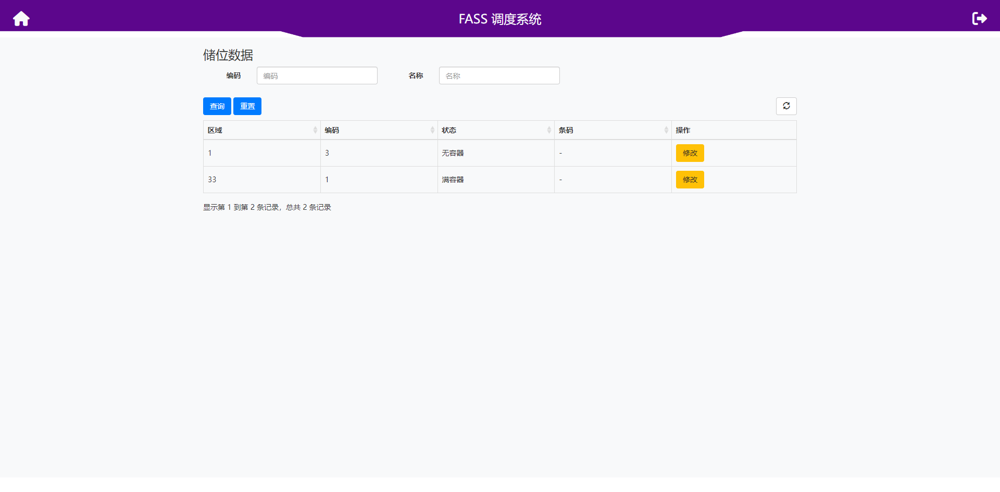 FASS 调度系统
储位数据
编码 编码 名称 名称
查询 重置
区域 编码 状态 条码 操作
1 3 无容器 - 修改
33 1 满容器 - 修改
显示第 1 到第 2 条记录，总共 2 条记录